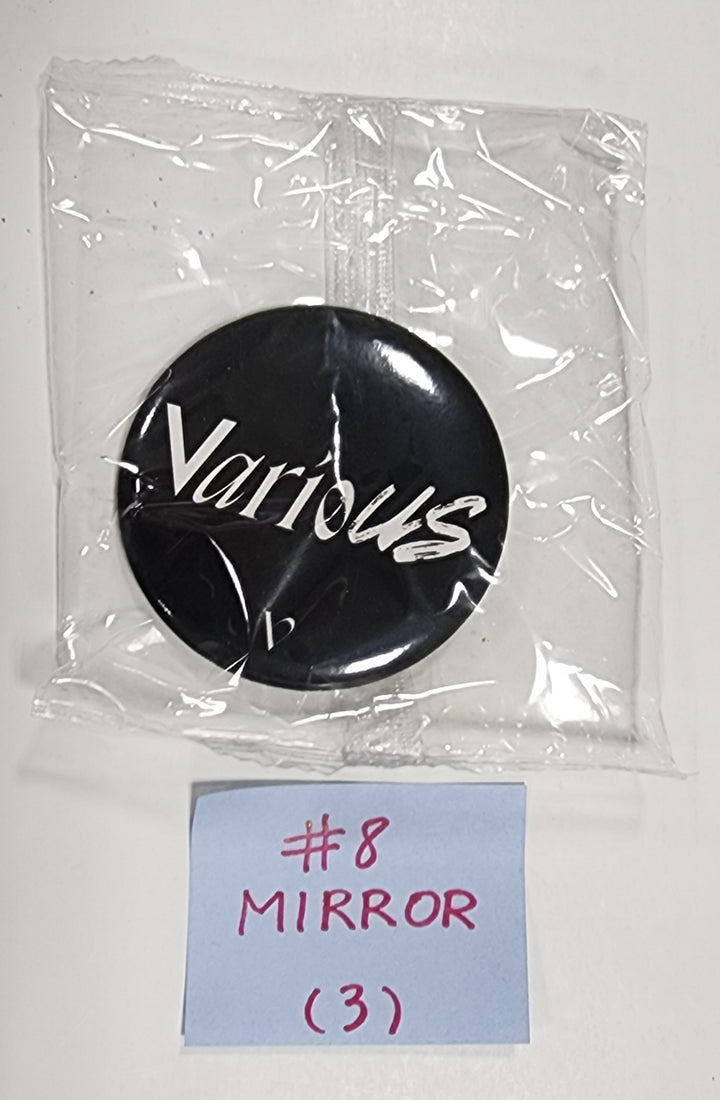 Various
V
#8
MIRROR
(3)